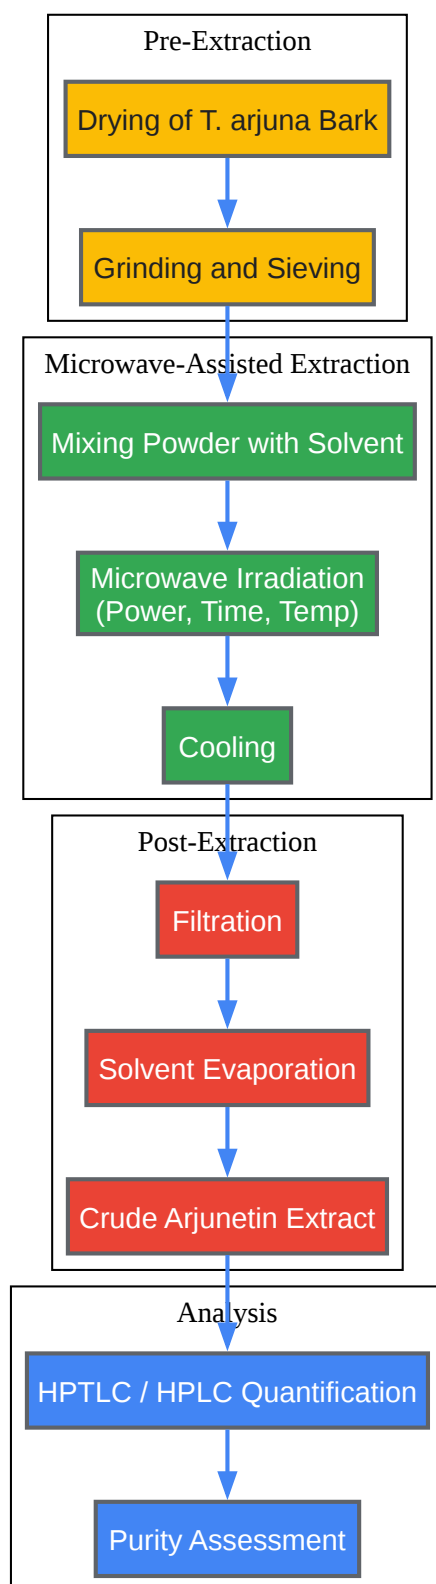 Pre-Extraction
Drying of T. arjuna Bark
Grinding and Sieving
Microwave-Assisted Extraction
Mixing Powder with Solvent
Microwave Irradiation
(Power, Time, Temp)
Cooling
Post-Extraction
Filtration
Solvent Evaporation
Crude Arjunetin Extract
Analysis
HPTLC / HPLC Quantification
Purity Assessment